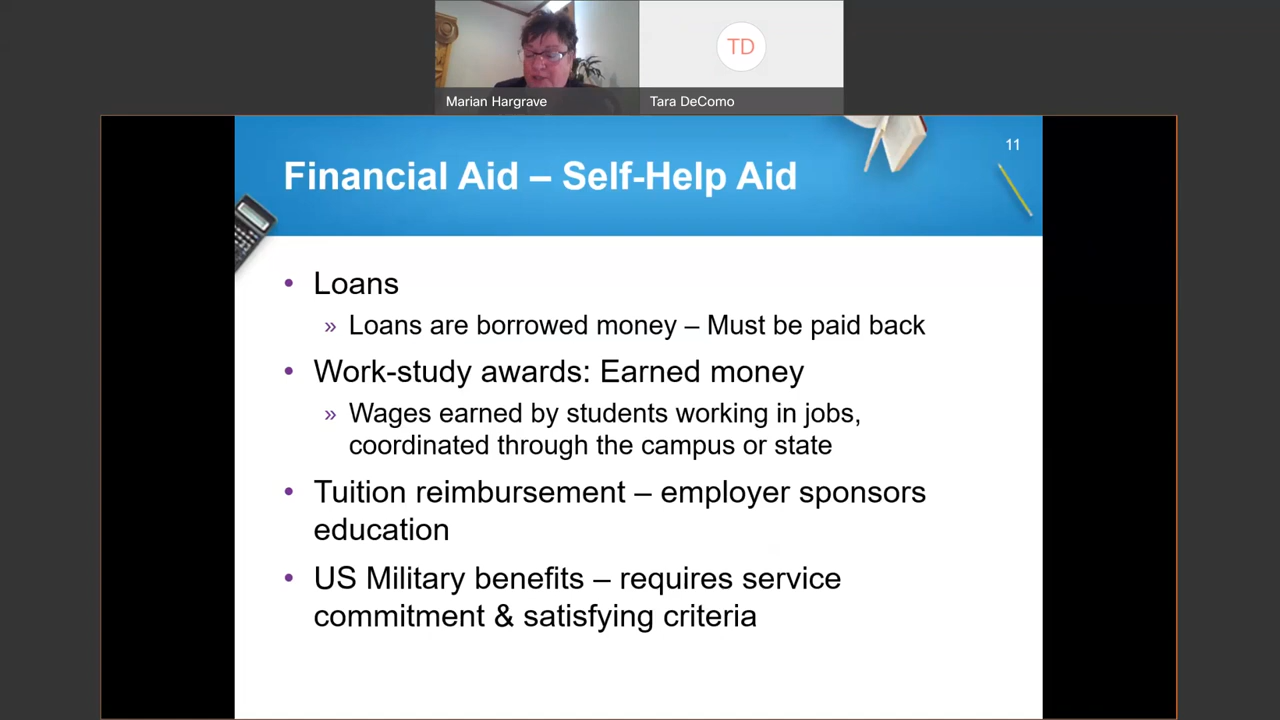 TD
Marian Hargrave
Tara DeComo
11
Financial Aid – Self-Help Aid
• Loans
» Loans are borrowed money – Must be paid back
• Work-study awards: Earned money
» Wages earned by students working in jobs,
coordinated through the campus or state
• Tuition reimbursement – employer sponsors
education
• US Military benefits – requires service
commitment & satisfying criteria